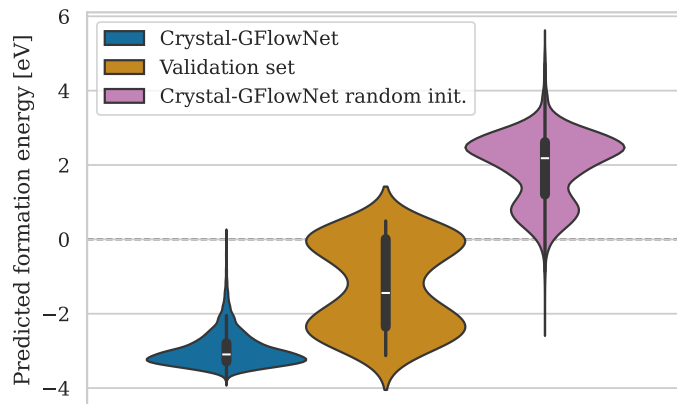 Predicted formation energy [eV]
6
4
2
0
−2
−4
Crystal-GFlowNet
Validation set
Crystal-GFlowNet random init.